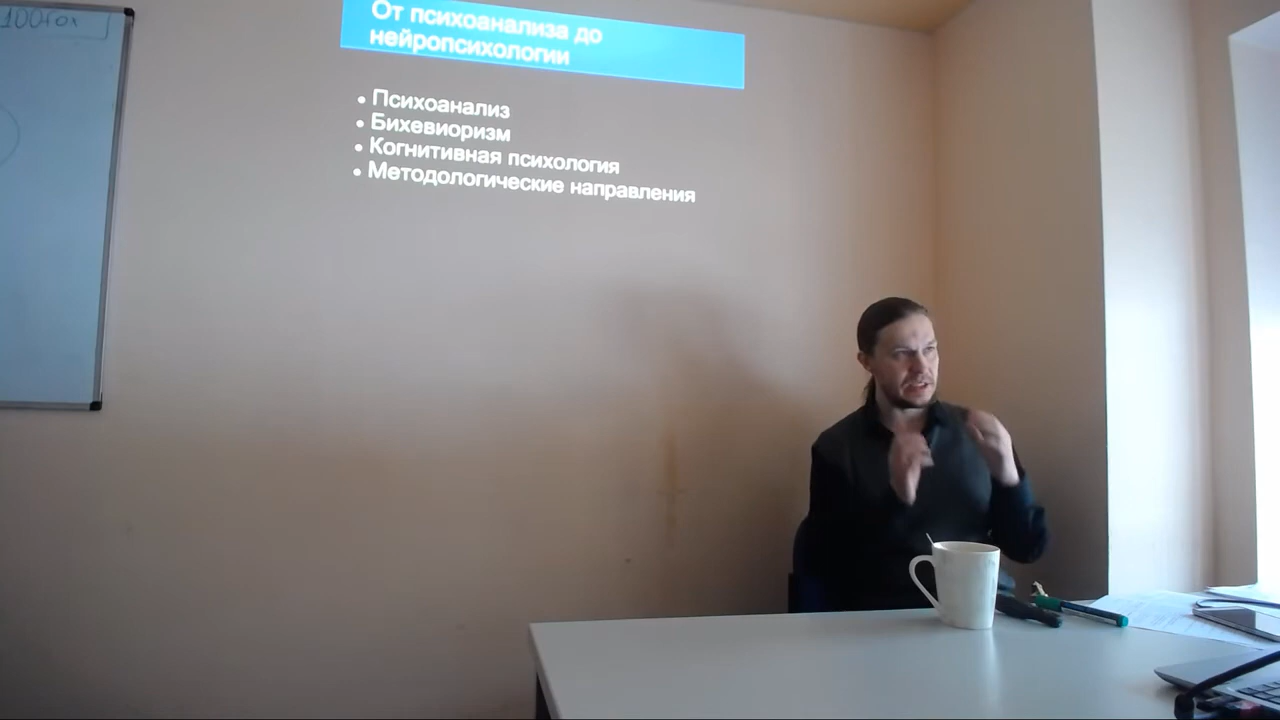 От психоанализа до
нейропсихологии
• Психоанализ
• Бихевиоризм
• Когнитивная психология
• Методологические направления